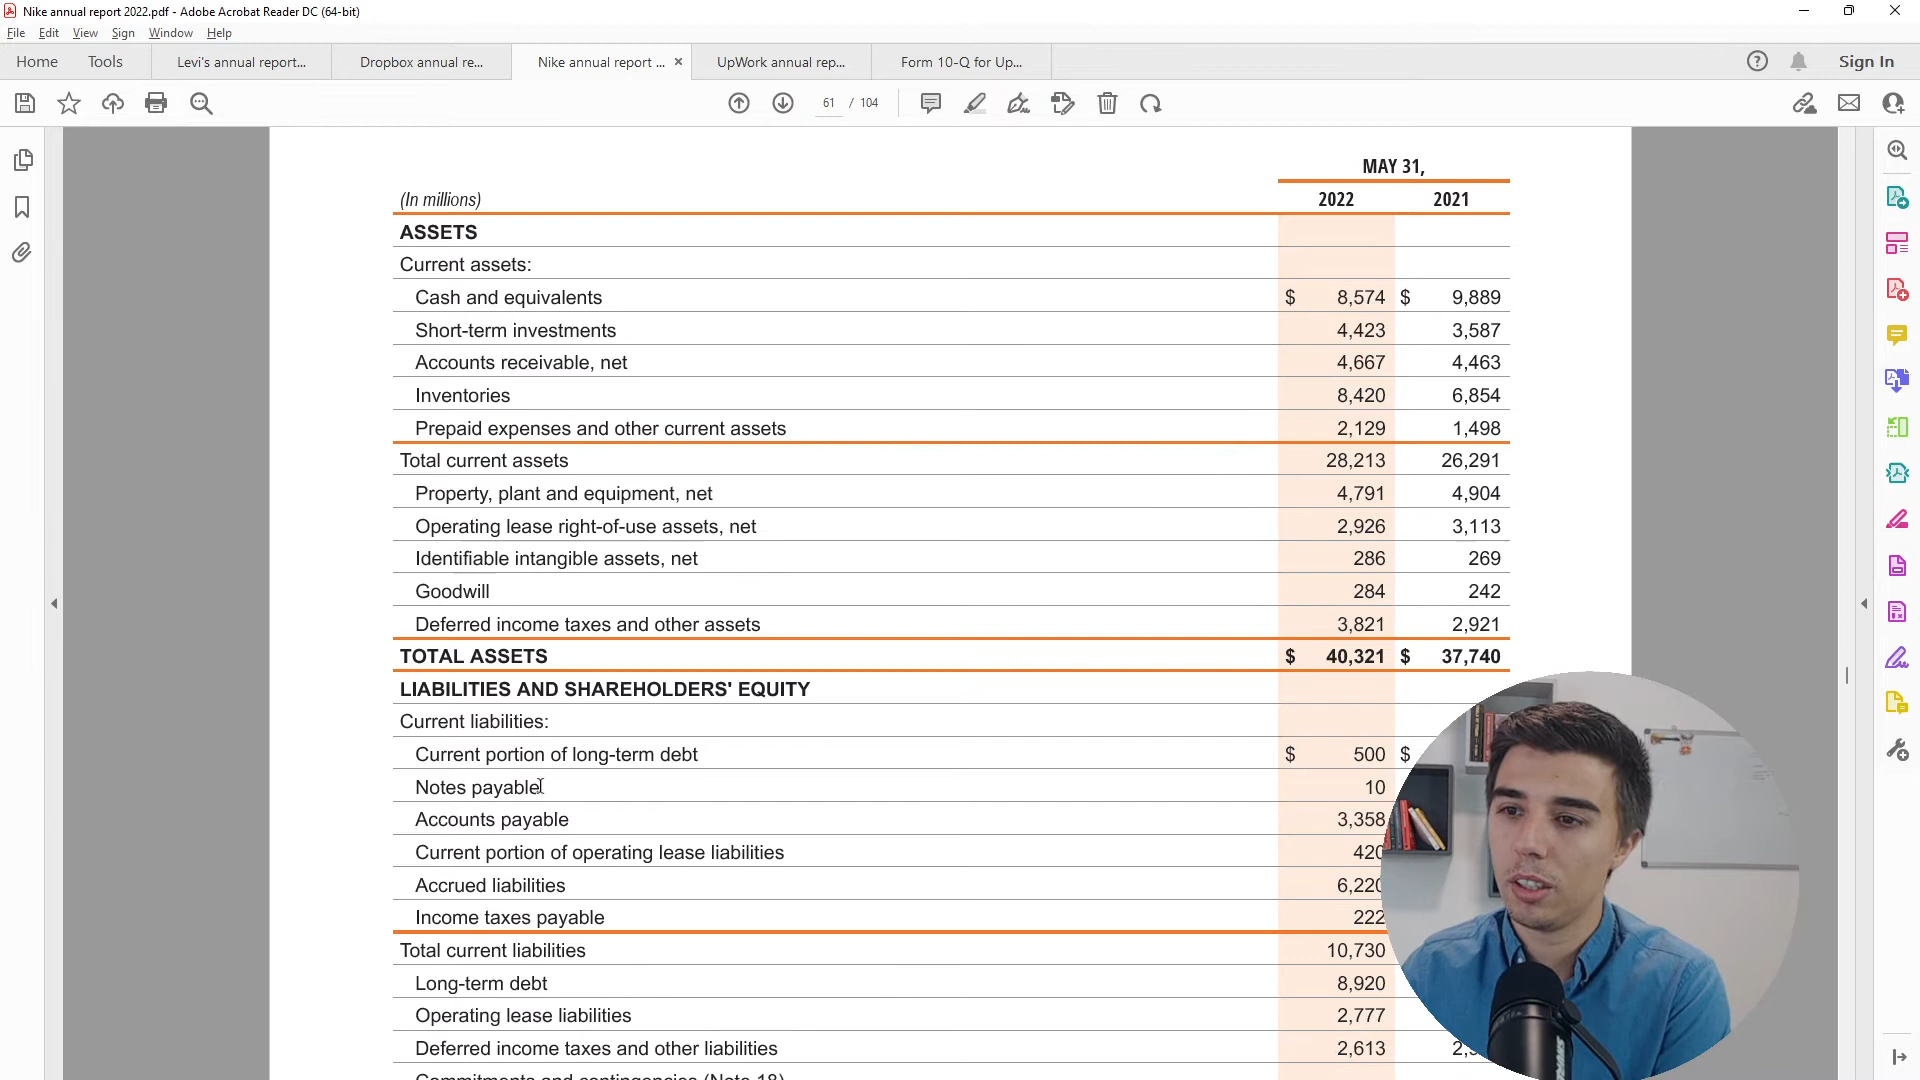 Nike annual report 2022.pdf - Adobe Acrobat Reader DC (64-bit)
File Edit View Sign Window Help
Home Tools Levi's annual report... Dropbox annual re... Nike annual report ... × UpWork annual rep... Form 10-Q for Up... Sign In
61 / 104
MAY 31,
(In millions) 2022 2021
ASSETS
Current assets:
Cash and equivalents $ 8,574 $ 9,889
Short-term investments 4,423 3,587
Accounts receivable, net 4,667 4,463
Inventories 8,420 6,854
Prepaid expenses and other current assets 2,129 1,498
Total current assets 28,213 26,291
Property, plant and equipment, net 4,791 4,904
Operating lease right-of-use assets, net 2,926 3,113
Identifiable intangible assets, net 286 269
Goodwill 284 242
Deferred income taxes and other assets 3,821 2,921
TOTAL ASSETS $ 40,321 $ 37,740
LIABILITIES AND SHAREHOLDERS' EQUITY
Current liabilities:
Current portion of long-term debt $ 500 $
Notes payable 10
Accounts payable 3,358
Current portion of operating lease liabilities 420
Accrued liabilities 6,220
Income taxes payable 222
Total current liabilities 10,730
Long-term debt 8,920
Operating lease liabilities 2,777
Deferred income taxes and other liabilities 2,613
Commitments and contingencies (Note 18)